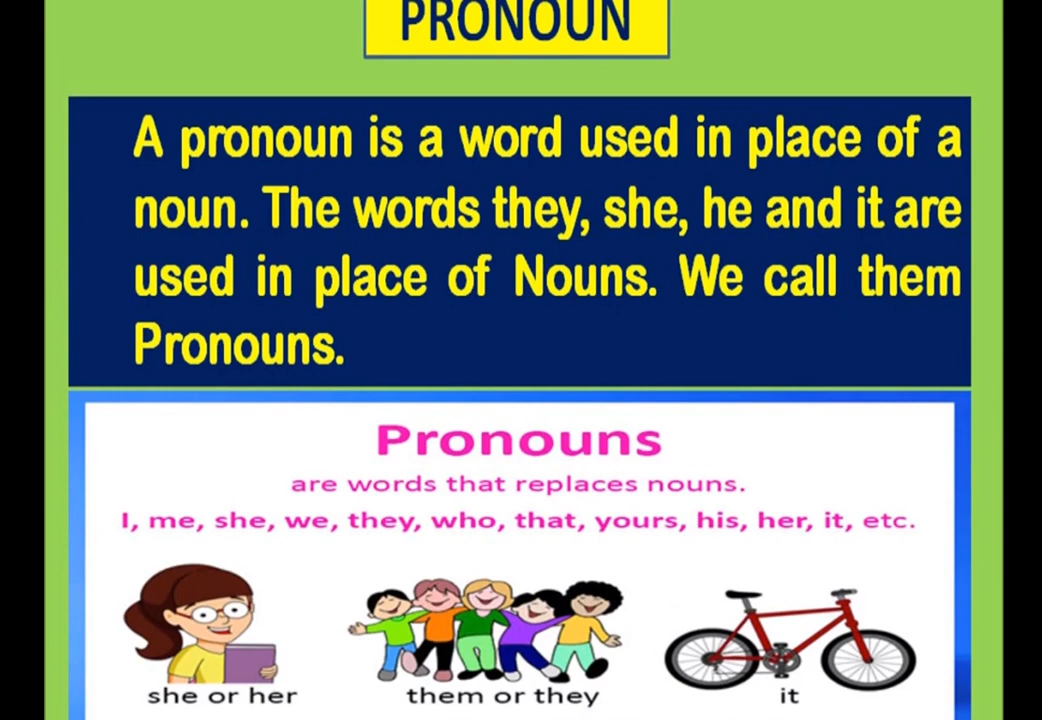 PRONOUN
A pronoun is a word used in place of a
noun. The words they, she, he and it are
used in place of Nouns. We call them
Pronouns.
Pronouns
are words that replaces nouns.
I, me, she, we, they, who, that, yours, his, her, it, etc.
she or her
them or they
it